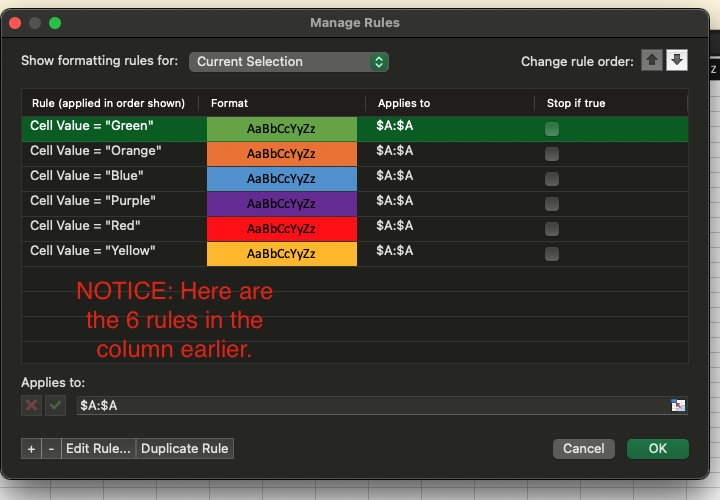 Manage Rules
Show formatting rules for: Current Selection Change rule order:
Z
Rule (applied in order shown) Format Applies to Stop if true
Cell Value = "Green" AaBbCcYyZz $A:$A
Cell Value = "Orange" AaBbCcYyZz $A:$A
Cell Value = "Blue" AaBbCcYyZz $A:$A
Cell Value = "Purple" AaBbCcYyZz $A:$A
Cell Value = "Red" AaBbCcYyZz $A:$A
Cell Value = "Yellow" AaBbCcYyZz $A:$A
NOTICE: Here are
the 6 rules in the
column earlier.
Applies to:
$A:$A
+ - Edit Rule... Duplicate Rule Cancel OK